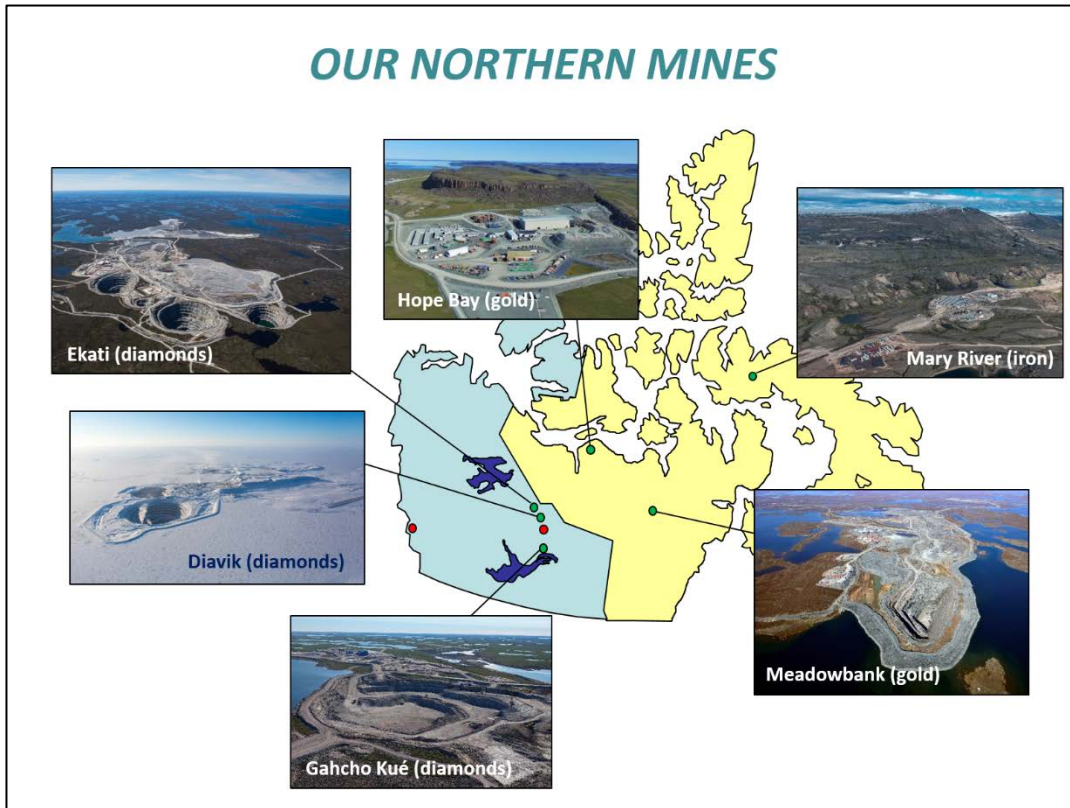 OUR NORTHERN MINES
Ekati (diamonds)
Hope Bay (gold)
Mary River (iron)
Diavik (diamonds)
Meadowbank (gold)
Gahcho Kué (diamonds)